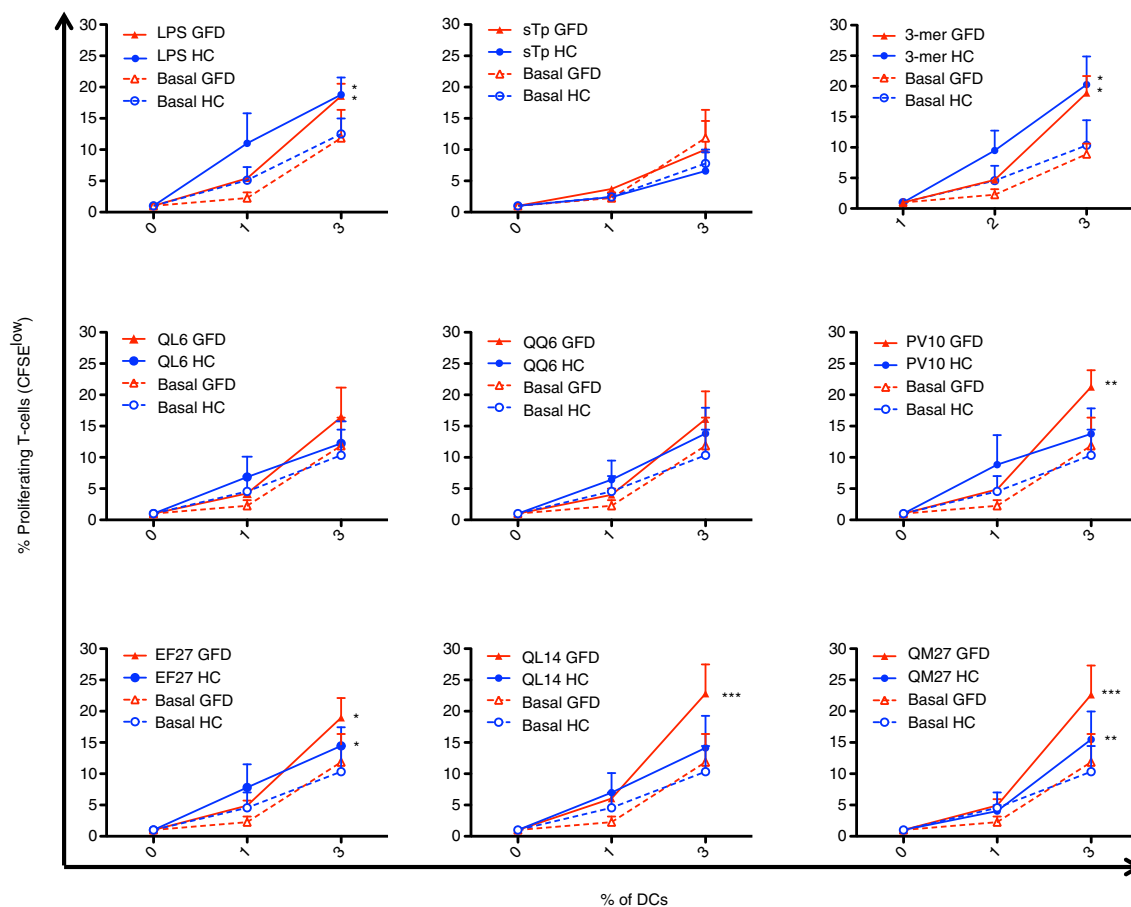 30
25
20
15
10
5
0
LPS GFD
LPS HC
Basal GFD
Basal HC
*
*
0
1
3
30
25
20
15
10
5
0
sTp GFD
sTp HC
Basal GFD
Basal HC
0
1
3
30
25
20
15
10
5
0
3-mer GFD
3-mer HC
Basal GFD
Basal HC
*
*
1
2
3
30
25
20
15
10
5
0
QL6 GFD
QL6 HC
Basal GFD
Basal HC
0
1
3
30
25
20
15
10
5
0
QQ6 GFD
QQ6 HC
Basal GFD
Basal HC
0
1
3
30
25
20
15
10
5
0
PV10 GFD
PV10 HC
Basal GFD
Basal HC
**
0
1
3
30
25
20
15
10
5
0
EF27 GFD
EF27 HC
Basal GFD
Basal HC
*
*
0
1
3
30
25
20
15
10
5
0
QL14 GFD
QL14 HC
Basal GFD
Basal HC
***
0
1
3
30
25
20
15
10
5
0
QM27 GFD
QM27 HC
Basal GFD
Basal HC
***
**
0
1
3
% Proliferating T-cells (CFSElow)
% of DCs